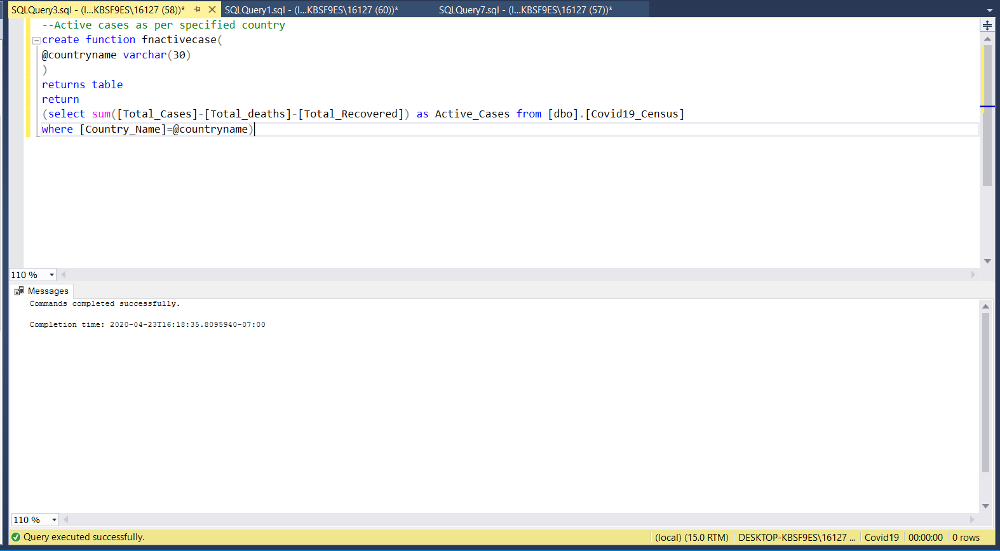 SQLQuery3.sql - (l...KBSF9ES\16127 (58))* SQLQuery1.sql - (l...KBSF9ES\16127 (60))* SQLQuery7.sql - (l...KBSF9ES\16127 (57))*
--Active cases as per specified country
create function fnactivecase(
@countryname varchar(30)
)
returns table
return
(select sum([Total_Cases]-[Total_deaths]-[Total_Recovered]) as Active_Cases from [dbo].[Covid19_Census]
where [Country_Name]=@countryname)
110 %
Messages
Commands completed successfully.
Completion time: 2020-04-23T16:18:35.8095940-07:00
110 %
Query executed successfully. (local) (15.0 RTM) DESKTOP-KBSF9ES\16127 ... Covid19 00:00:00 0 rows